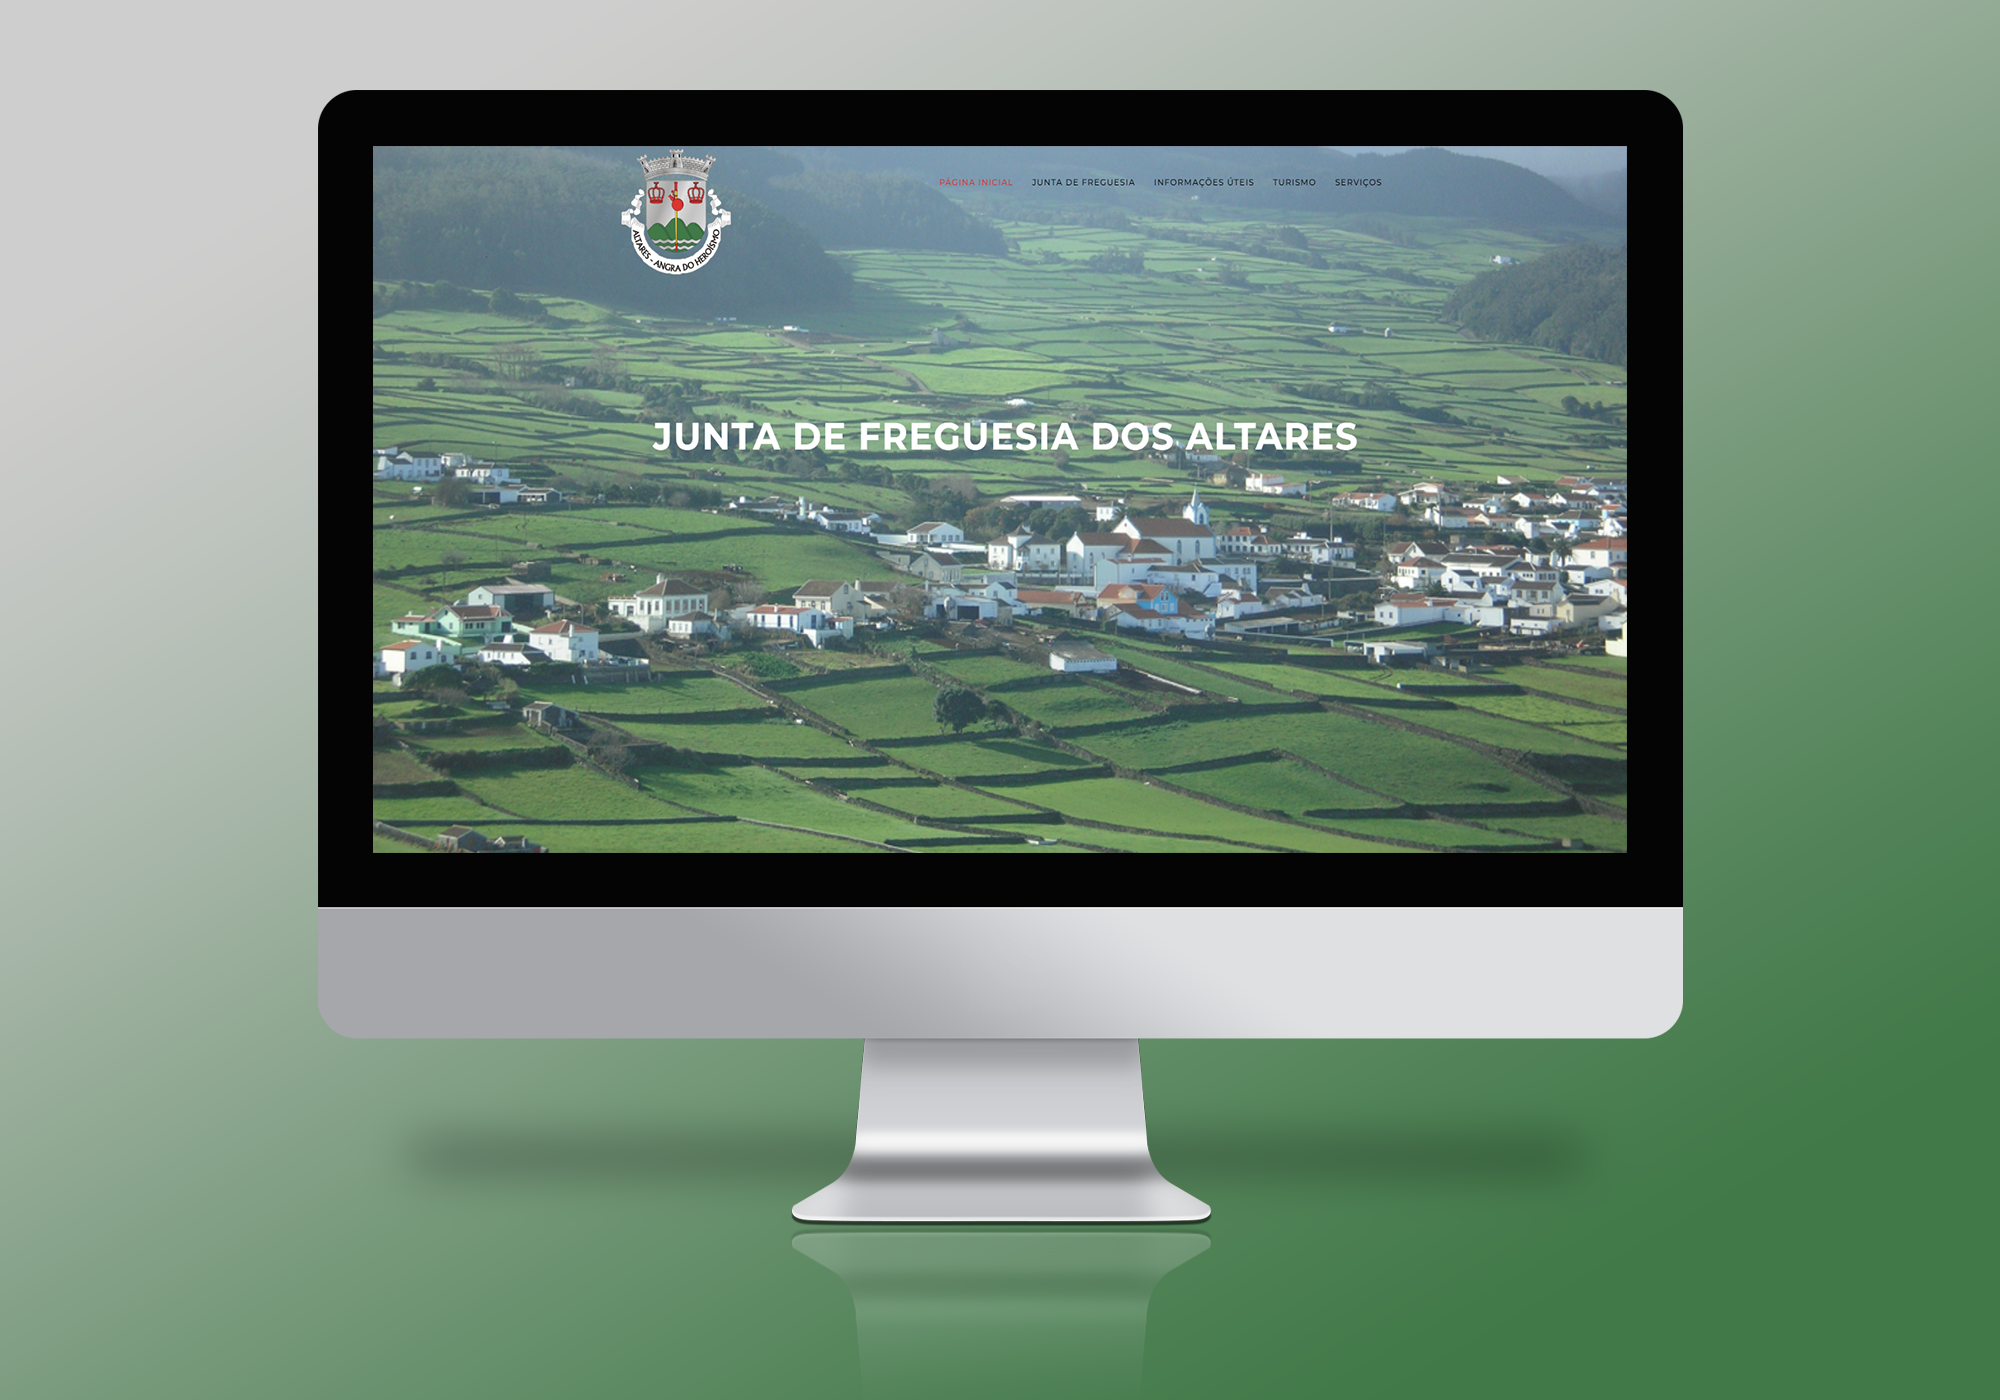 PÁGINA INICIAL JUNTA DE FREGUESIA INFORMAÇÕES ÚTEIS TURISMO SERVIÇOS
ALTARES - ANGRA DO HEROÍSMO
JUNTA DE FREGUESIA DOS ALTARES